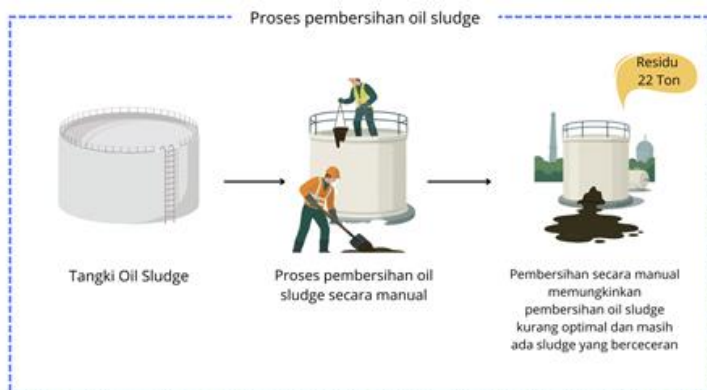 Proses pembersihan oil sludge
Residu
22 Ton
Tangki Oil Sludge
Proses pembersihan oil
sludge secara manual
Pembersihan secara manual
memungkinkan
pembersihan oil sludge
kurang optimal dan masih
ada sludge yang berceceran